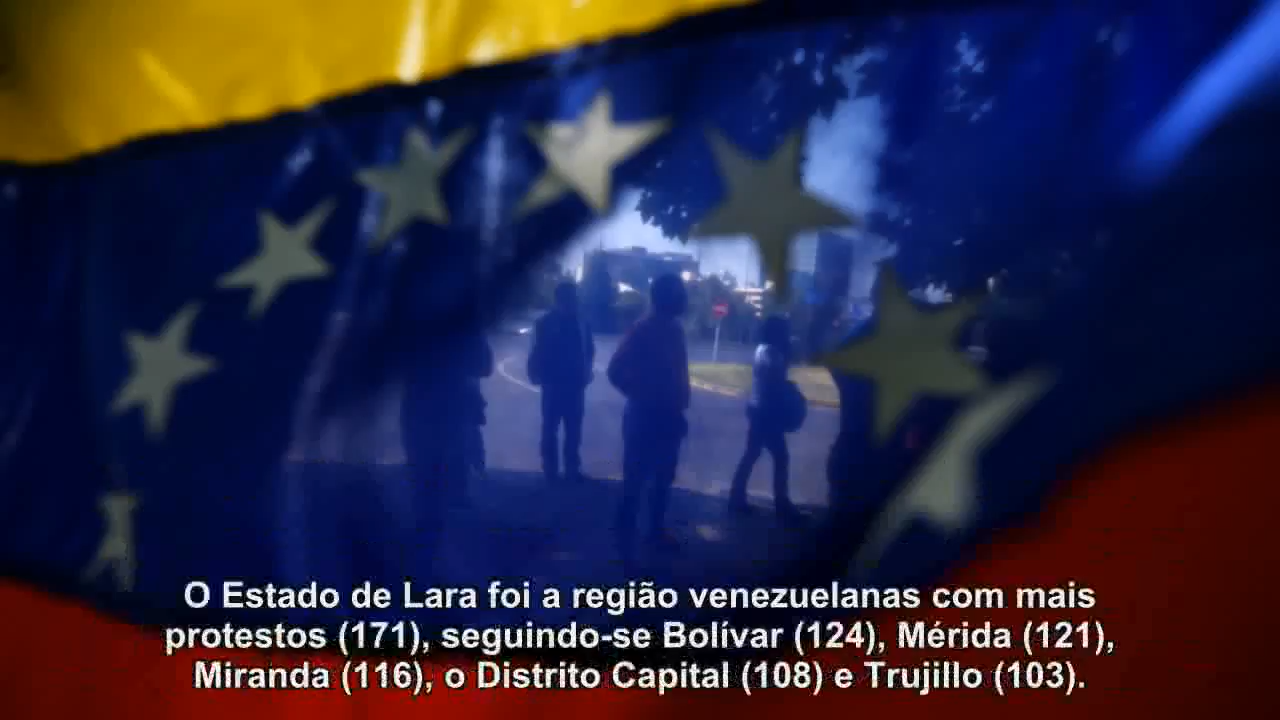 O Estado de Lara foi a região venezuelanas com mais
protestos (171), seguindo-se Bolívar (124), Mérida (121),
Miranda (116), o Distrito Capital (108) e Trujillo (103).